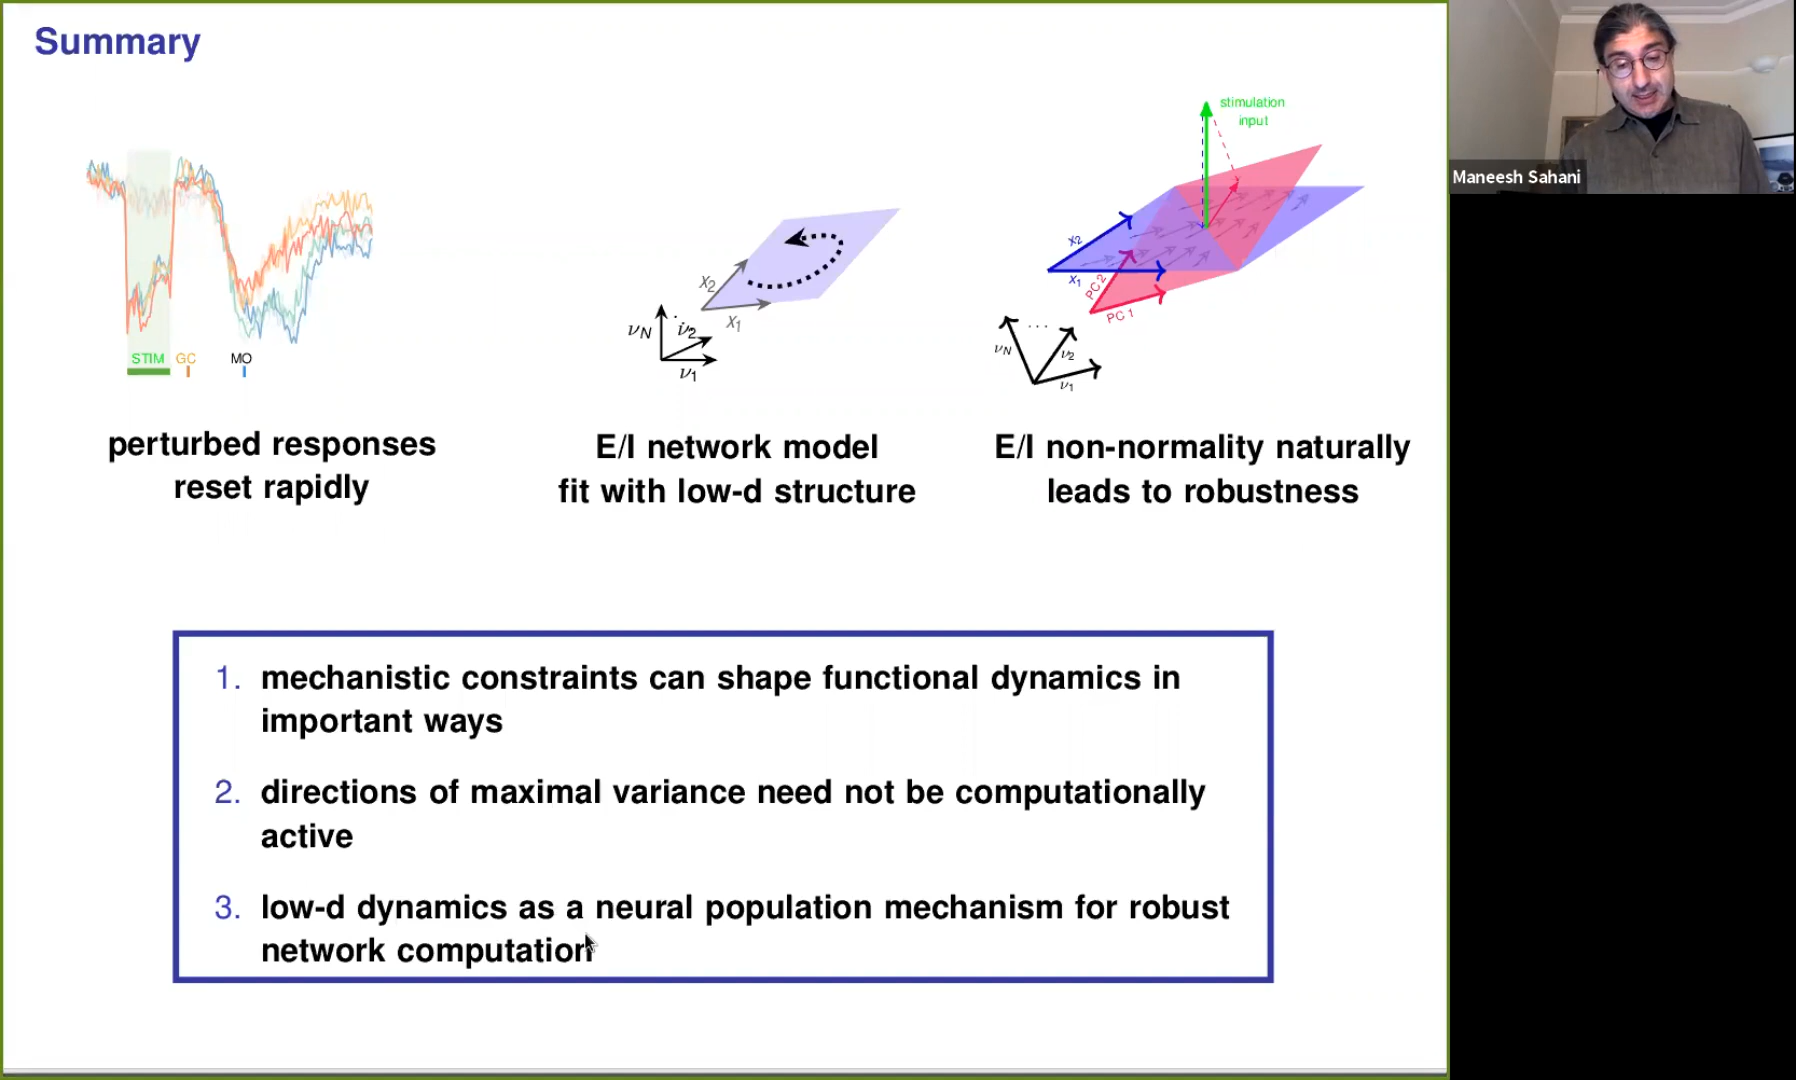 Summary
STIM GC MO
perturbed responses
reset rapidly
X2
X1
νN
ν2
ν1
E/I network model
fit with low-d structure
stimulation
input
X2
X1
PC 2
PC 1
νN
...
ν2
ν1
E/I non-normality naturally
leads to robustness
1. mechanistic constraints can shape functional dynamics in
important ways
2. directions of maximal variance need not be computationally
active
3. low-d dynamics as a neural population mechanism for robust
network computation
Maneesh Sahani